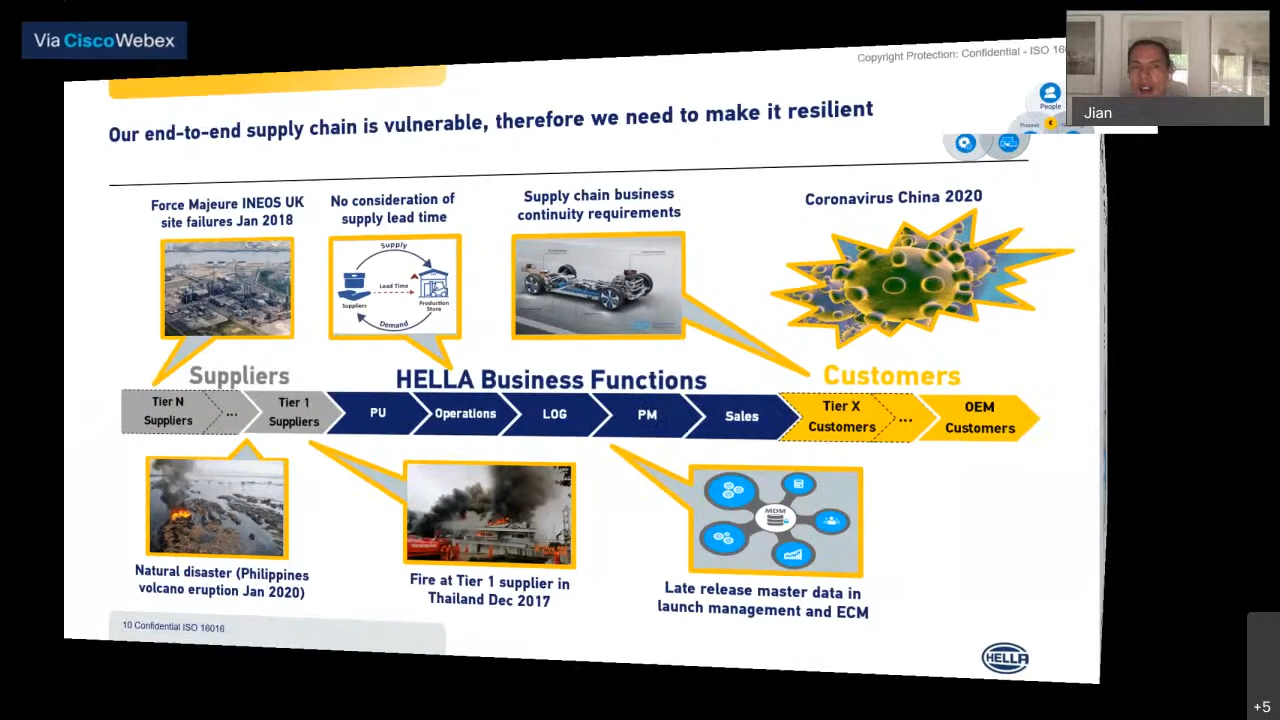 Via CiscoWebex
Copyright Protection: Confidential - ISO 16
Our end-to-end supply chain is vulnerable, therefore we need to make it resilient
People
Jian
Force Majeure INEOS UK
site failures Jan 2018
No consideration of
supply lead time
Supply chain business
continuity requirements
Coronavirus China 2020
Supply
Lead Time
Suppliers
Production
Store
Demand
Suppliers
HELLA Business Functions
Customers
Tier N
Suppliers
...
Tier 1
Suppliers
PU
Operations
LOG
PM
Sales
Tier X
Customers
...
OEM
Customers
MDM
Natural disaster (Philippines
volcano eruption Jan 2020)
Fire at Tier 1 supplier in
Thailand Dec 2017
Late release master data in
launch management and ECM
10 Confidential ISO 16016
HELLA
+5